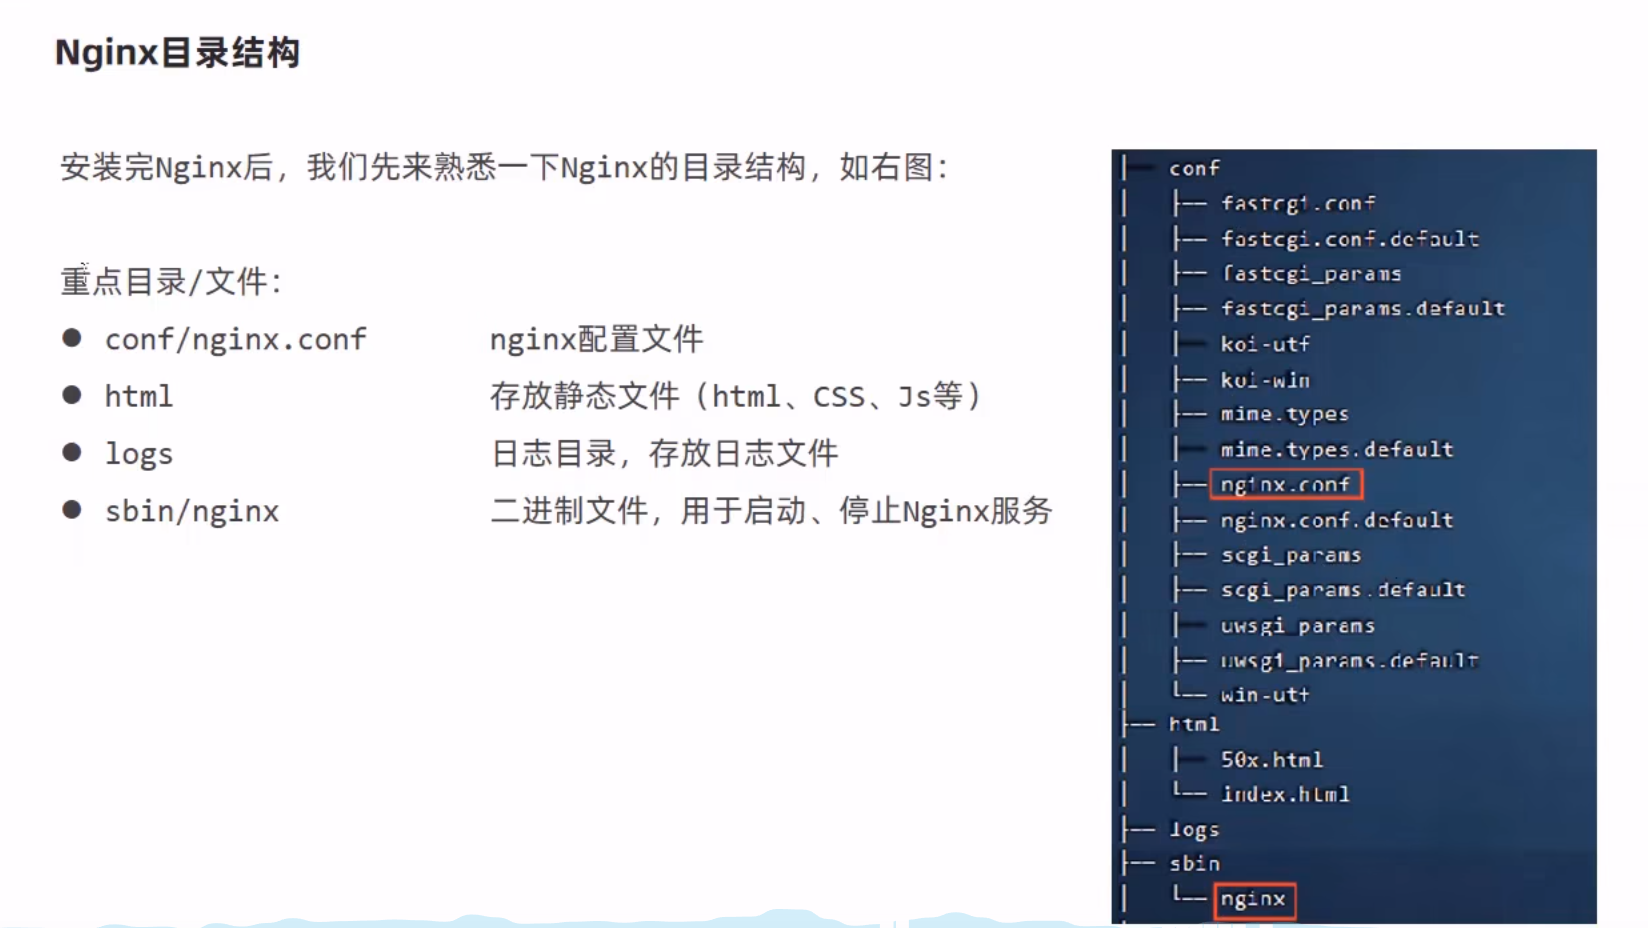 Nginx目录结构
安装完Nginx后，我们先来熟悉一下Nginx的目录结构，如右图：
重点目录/文件：
● conf/nginx.conf nginx配置文件
● html 存放静态文件（html、CSS、Js等）
● logs 日志目录，存放日志文件
● sbin/nginx 二进制文件，用于启动、停止Nginx服务
├── conf
│   ├── fastcgi.conf
│   ├── fastcgi.conf.default
│   ├── fastcgi_params
│   ├── fastcgi_params.default
│   ├── koi-utf
│   ├── koi-win
│   ├── mime.types
│   ├── mime.types.default
│   ├── nginx.conf
│   ├── nginx.conf.default
│   ├── scgi_params
│   ├── scgi_params.default
│   ├── uwsgi_params
│   ├── uwsgi_params.default
│   └── win-utf
├── html
│   ├── 50x.html
│   └── index.html
├── logs
├── sbin
│   └── nginx